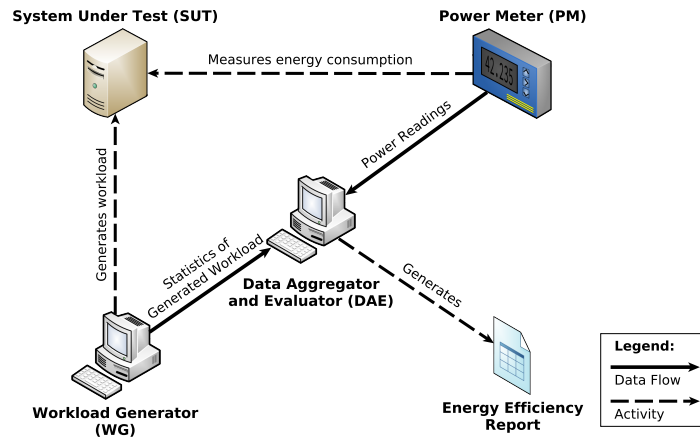 System Under Test (SUT)
Power Meter (PM)
Measures energy consumption
42.235
Power Readings
Generates workload
Statistics of
Generated Workload
Data Aggregator
and Evaluator (DAE)
Generates
Workload Generator
(WG)
Energy Efficiency
Report
Legend:
Data Flow
Activity